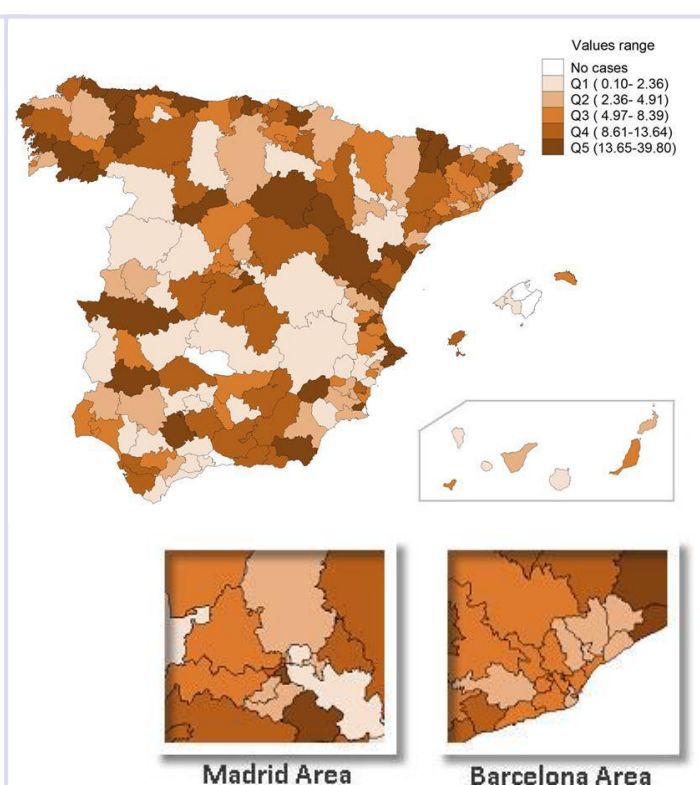 Values range
No cases
Q1 ( 0.10- 2.36)
Q2 ( 2.36- 4.91)
Q3 ( 4.97- 8.39)
Q4 ( 8.61-13.64)
Q5 (13.65-39.80)
Madrid Area
Barcelona Area